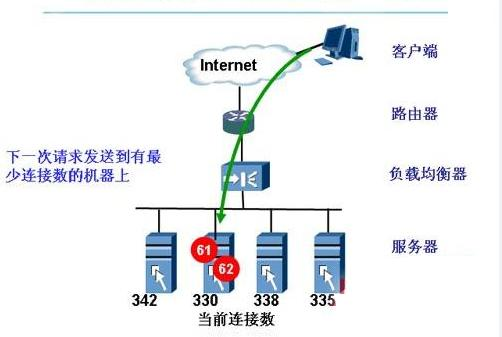 客户端
Internet
路由器
下一次请求发送到有最
少连接数的机器上
负载均衡器
服务器
61
62
342 330 338 335
当前连接数